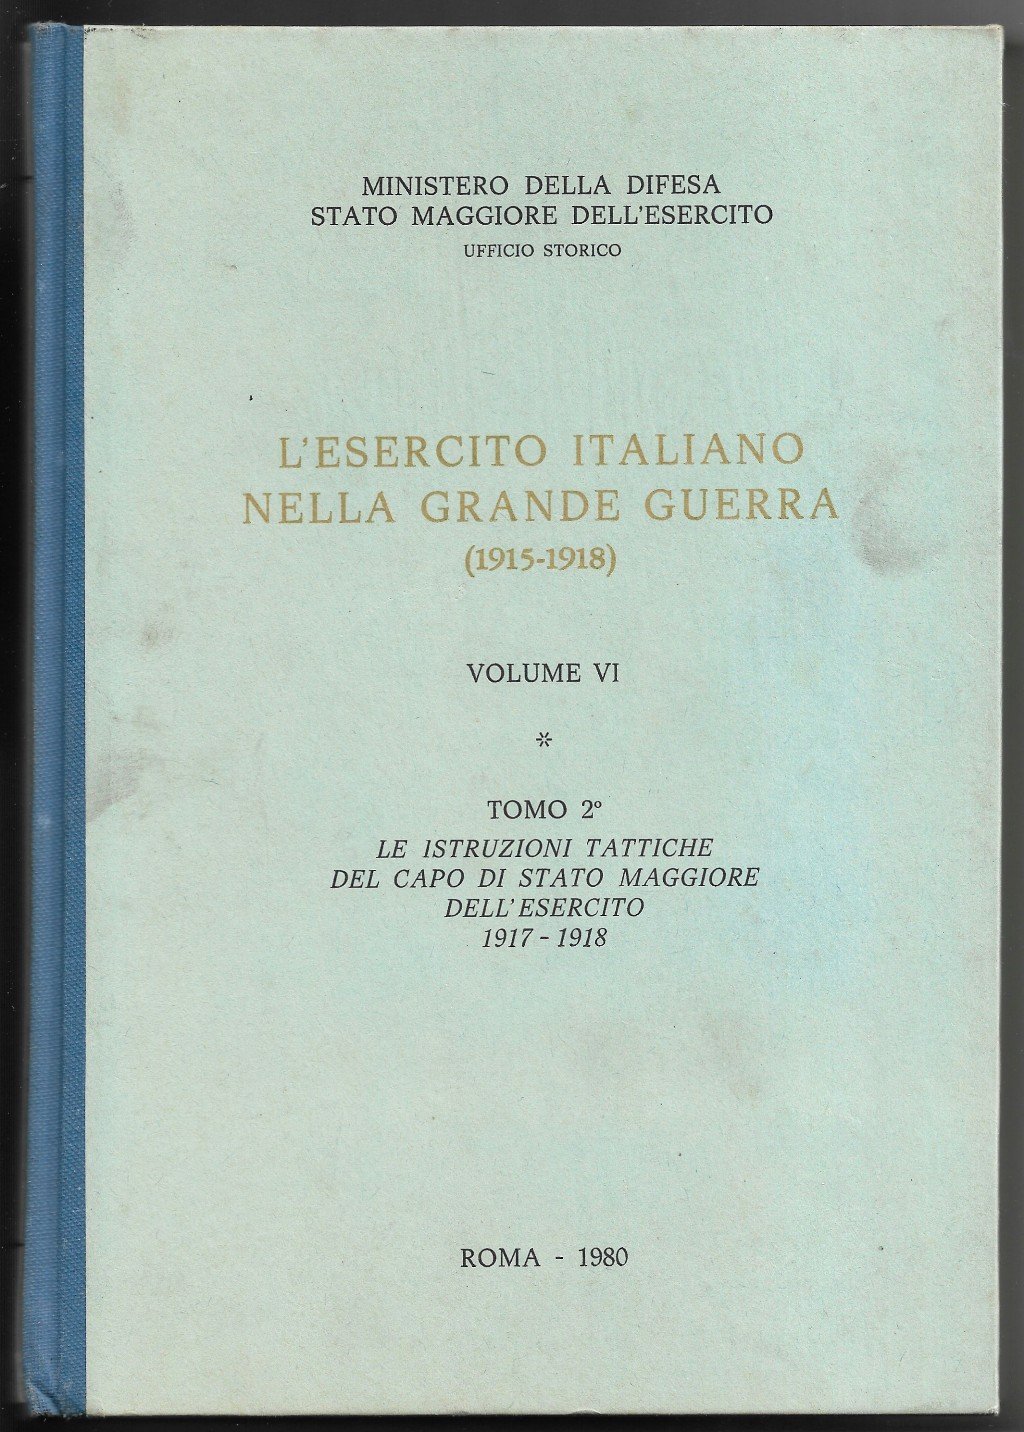 MINISTERO DELLA DIFESA
STATO MAGGIORE DELL'ESERCITO
UFFICIO STORICO
L'ESERCITO ITALIANO
NELLA GRANDE GUERRA
(1915-1918)
VOLUME VI
*
TOMO 2º
LE ISTRUZIONI TATTICHE
DEL CAPO DI STATO MAGGIORE
DELL'ESERCITO
1917 - 1918
ROMA - 1980